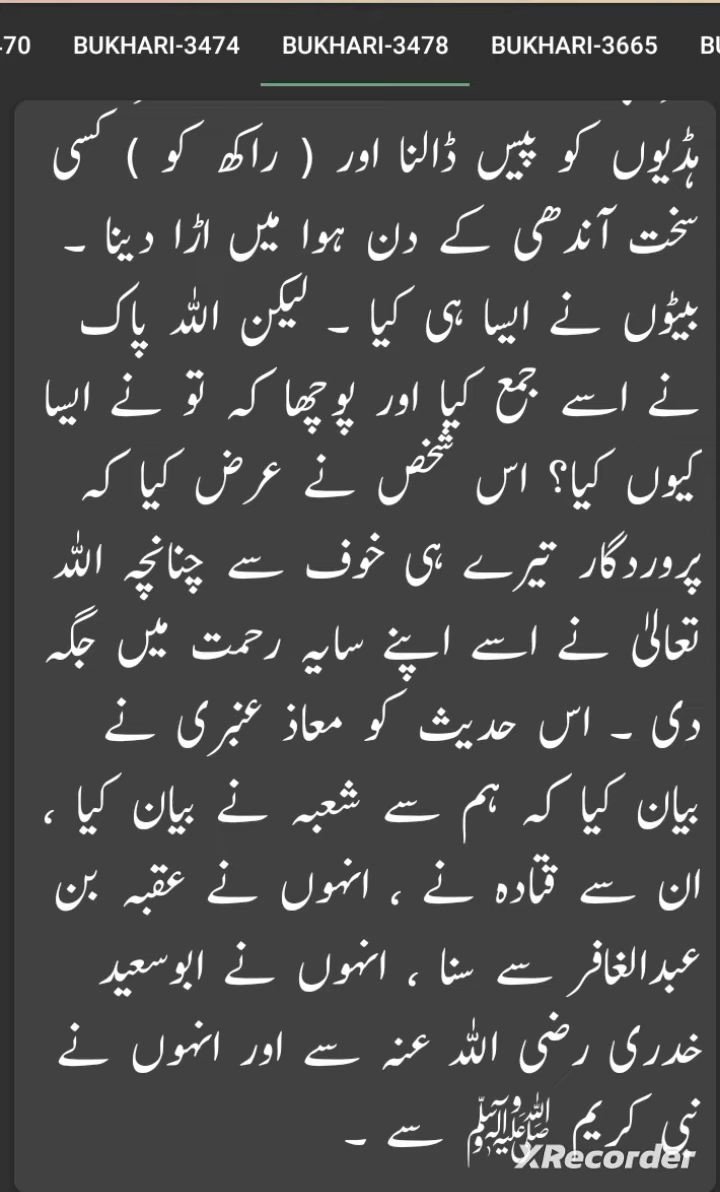 -70 BUKHARI-3474 BUKHARI-3478 BUKHARI-3665 BU
ہڈیوں کو پیس ڈالنا اور ( راکھ کو ) کسی
سخت آندھی کے دن ہوا میں اڑا دینا ۔
بیٹوں نے ایسا ہی کیا ۔ لیکن اللہ پاک
نے اسے جمع کیا اور پوچھا کہ تو نے ایسا
کیوں کیا؟ اس شخص نے عرض کیا کہ
پروردگار تیرے ہی خوف سے چنانچہ اللہ
تعالیٰ نے اسے اپنے سایہ رحمت میں جگہ
دی ۔ اس حدیث کو معاذ عنبری نے
بیان کیا کہ ہم سے شعبہ نے بیان کیا ،
ان سے قتادہ نے ، انہوں نے عقبہ بن
عبدالغافر سے سنا ، انہوں نے ابوسعید
خدری رضی اللہ عنہ سے اور انہوں نے
نبی کریم ﷺ سے ۔
XRecorder